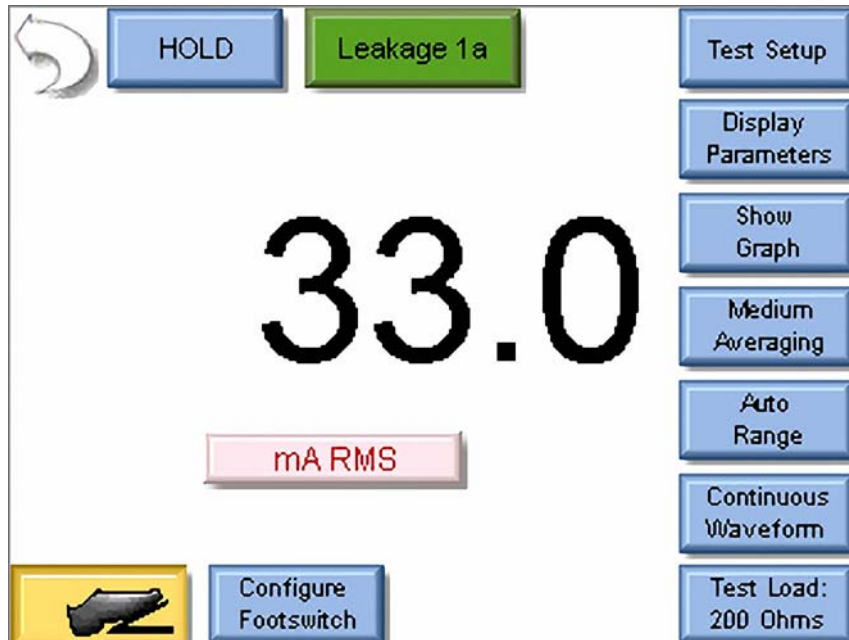 HOLD
Leakage 1a
Test Setup
Display
Parameters
Show
Graph
33.0
Medium
Averaging
Auto
Range
mA RMS
Continuous
Waveform
Configure
Footswitch
Test Load:
200 Ohms